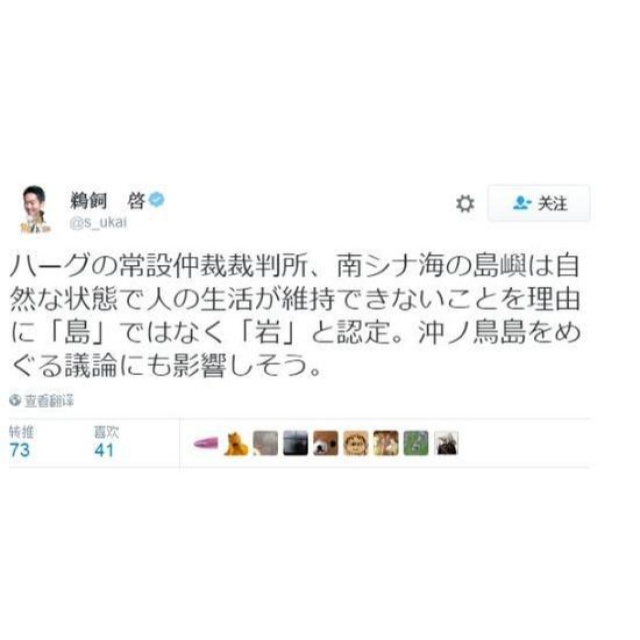 鵜飼 啓
@s_ukai
关注
ハーグの常設仲裁裁判所、南シナ海の島嶼は自
然な状態で人の生活が維持できないことを理由
に「島」ではなく「岩」と認定。沖ノ鳥島をめ
ぐる議論にも影響しそう。
查看翻译
转推 喜欢
73 41